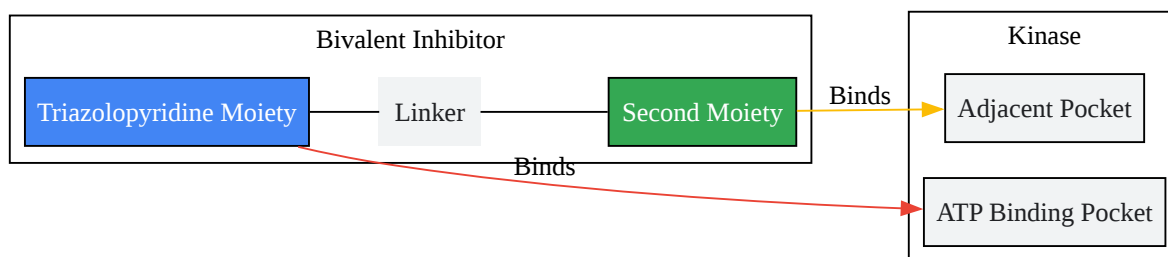 Bivalent Inhibitor
Kinase
Triazolopyridine Moiety
Linker
Second Moiety
Binds
Adjacent Pocket
Binds
ATP Binding Pocket